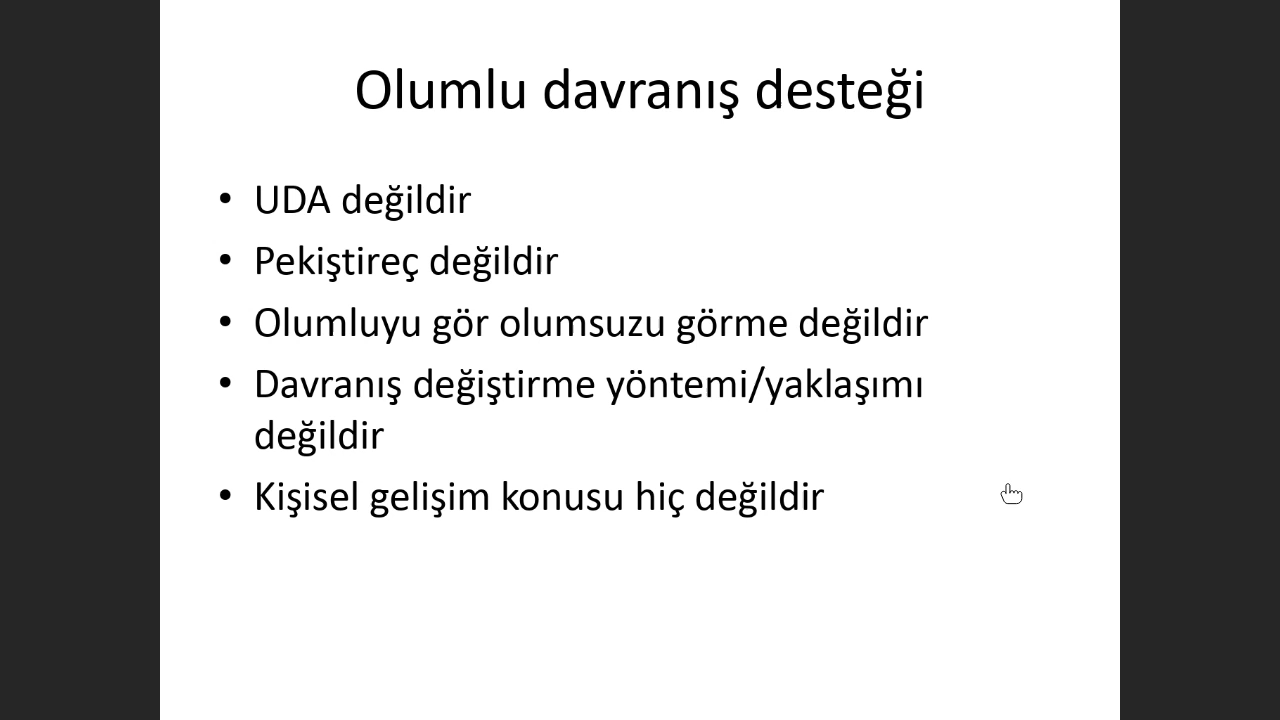 Olumlu davranış desteği
• UDA değildir
• Pekiştireç değildir
• Olumluyu gör olumsuzu görme değildir
• Davranış değiştirme yöntemi/yaklaşımı
değildir
• Kişisel gelişim konusu hiç değildir